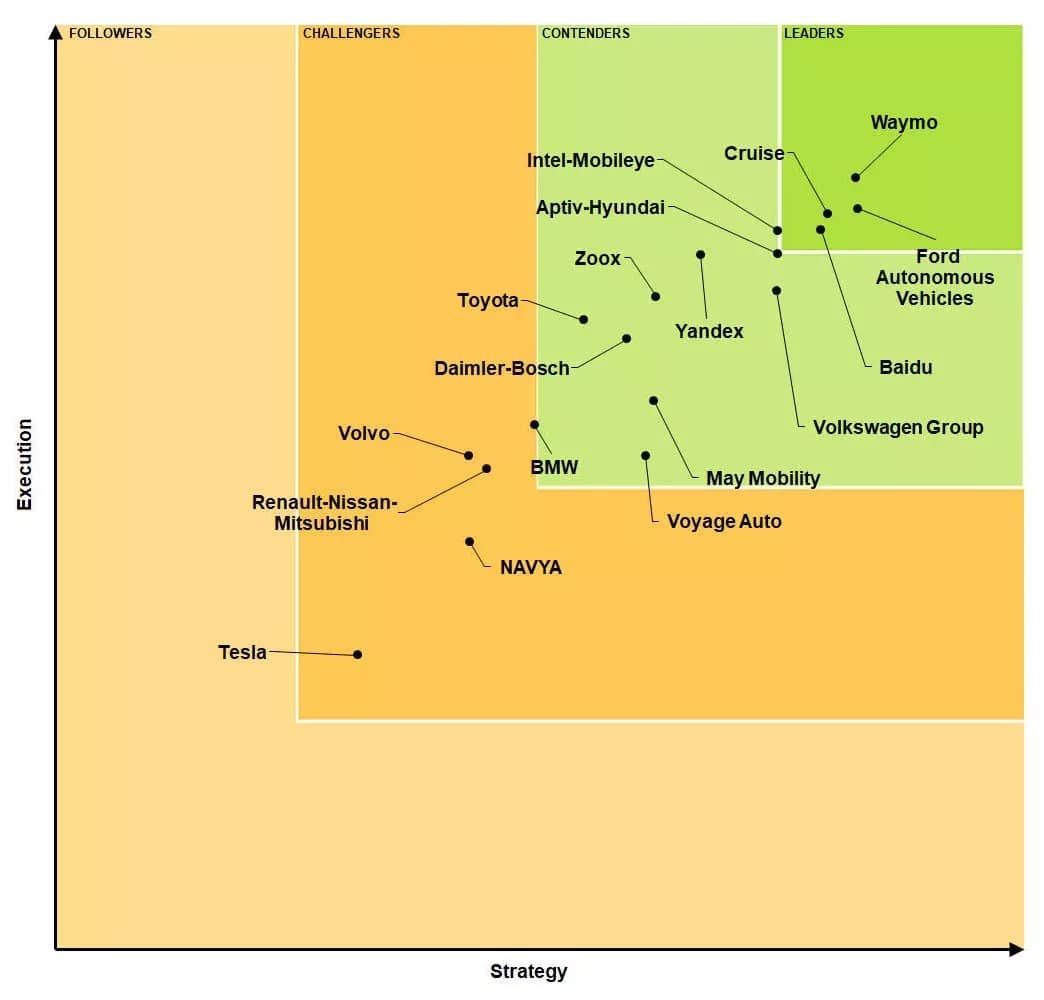 FOLLOWERS
CHALLENGERS
CONTENDERS
LEADERS
Waymo
Cruise
Intel-Mobileye
Aptiv-Hyundai
Zoox
Ford
Autonomous
Vehicles
Toyota
Yandex
Daimler-Bosch
Baidu
Volvo
Volkswagen Group
BMW
May Mobility
Renault-Nissan-
Mitsubishi
Voyage Auto
NAVYA
Tesla
Execution
Strategy